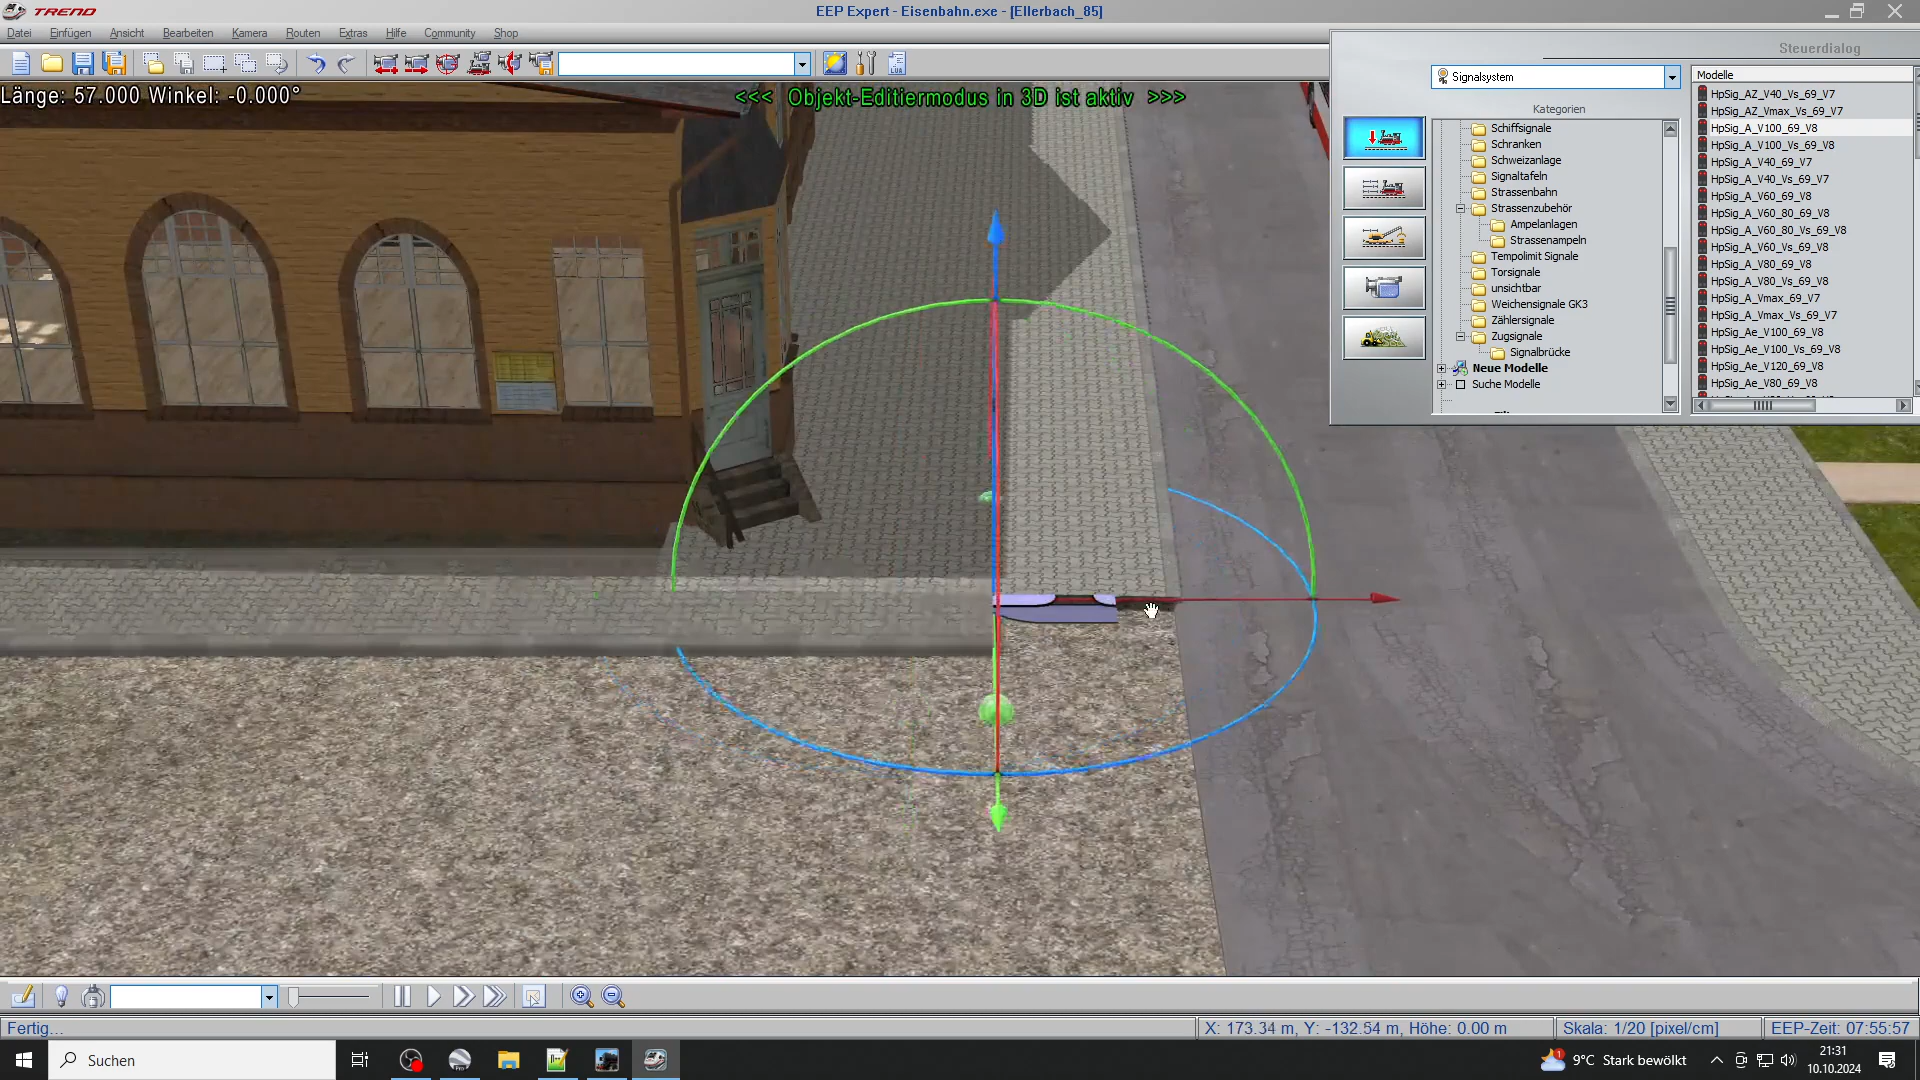 TREND
EEP Expert - Eisenbahn.exe - [Ellerbach_85]
Datei Einfügen Ansicht Bearbeiten Kamera Routen Extras Hilfe Community Shop
Länge: 57.000 Winkel: -0.000°
<<< Objekt-Editiermodus in 3D ist aktiv >>>
Steuerdialog
Signalsystem
Kategorien
Schiffsignale
Schranken
Schweizanlage
Signaltafeln
Strassenbahn
Strassenzubehör
Ampelanlagen
Strassenampeln
Tempolimit Signale
Torsignale
unsichtbar
Weichensignale GK3
Zählersignale
Zugsignale
Signalbrücke
Neue Modelle
Suche Modelle
Modelle
HpSig_AZ_V40_Vs_69_V7
HpSig_AZ_Vmax_Vs_69_V7
HpSig_A_V100_69_V8
HpSig_A_V100_Vs_69_V8
HpSig_A_V40_69_V7
HpSig_A_V40_Vs_69_V7
HpSig_A_V60_69_V8
HpSig_A_V60_80_69_V8
HpSig_A_V60_80_Vs_69_V8
HpSig_A_V60_Vs_69_V8
HpSig_A_V80_69_V8
HpSig_A_V80_Vs_69_V8
HpSig_A_Vmax_69_V7
HpSig_A_Vmax_Vs_69_V7
HpSig_Ae_V100_69_V8
HpSig_Ae_V100_Vs_69_V8
HpSig_Ae_V120_69_V8
HpSig_Ae_V80_69_V8
Fertig...
X: 173.34 m, Y: -132.54 m, Höhe: 0.00 m
Skala: 1/20 [pixel/cm]
EEP-Zeit: 07:55:57
Suchen
9°C Stark bewölkt
21:31
10.10.2024